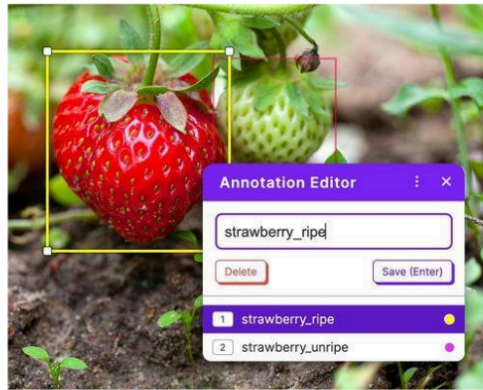 Annotation Editor
strawberry_ripe
Delete
Save (Enter)
1 strawberry_ripe
2 strawberry_unripe